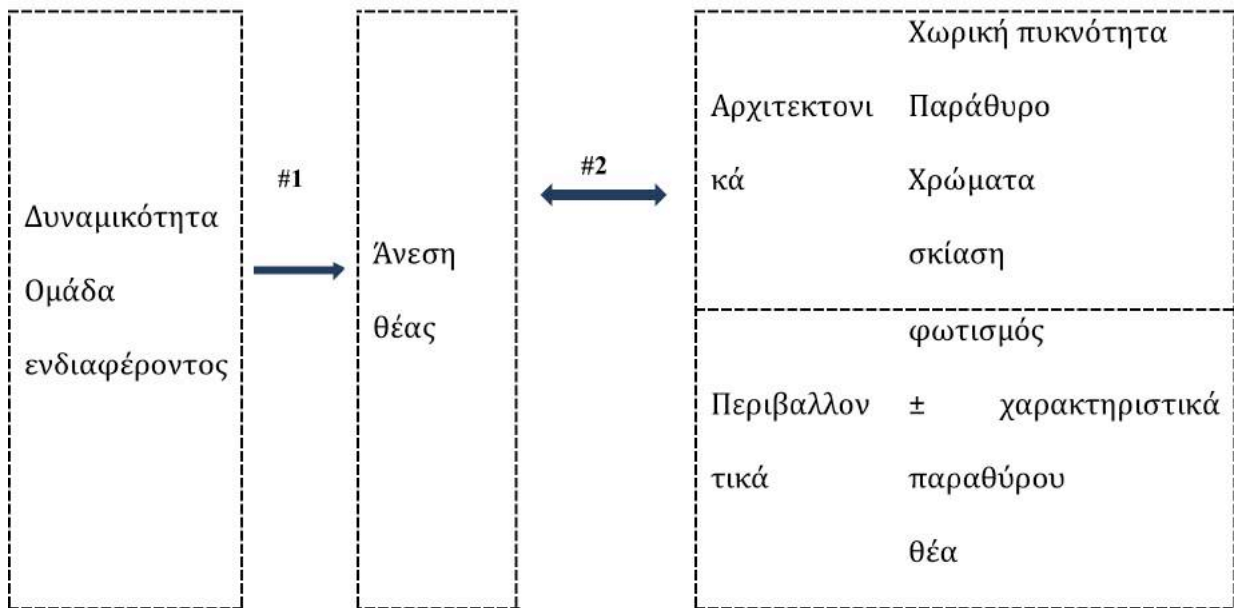 Δυναμικότητα
Ομάδα
ενδιαφέροντος
#1
Άνεση
θέας
#2
Αρχιτεκτονι
κά
Χωρική πυκνότητα
Παράθυρο
Χρώματα
σκίαση
Περιβαλλον
τικά
φωτισμός
± χαρακτηριστικά
παραθύρου
θέα